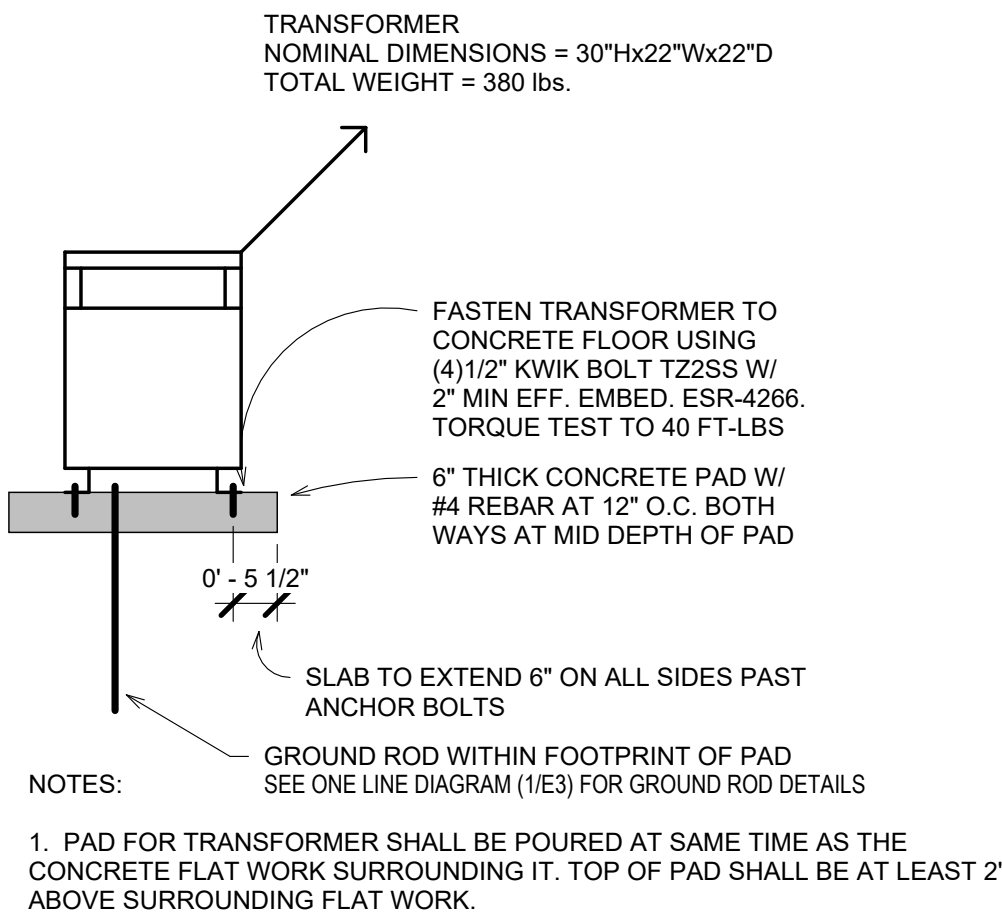 TRANSFORMER
NOMINAL DIMENSIONS = 30"Hx22"Wx22"D
TOTAL WEIGHT = 380 lbs.
FASTEN TRANSFORMER TO
CONCRETE FLOOR USING
(4)1/2" KWIK BOLT TZ2SS W/
2" MIN EFF. EMBED. ESR-4266.
TORQUE TEST TO 40 FT-LBS
6" THICK CONCRETE PAD W/
#4 REBAR AT 12" O.C. BOTH
WAYS AT MID DEPTH OF PAD
0' - 5 1/2"
SLAB TO EXTEND 6" ON ALL SIDES PAST
ANCHOR BOLTS
GROUND ROD WITHIN FOOTPRINT OF PAD
SEE ONE LINE DIAGRAM (1/E3) FOR GROUND ROD DETAILS
NOTES:
1. PAD FOR TRANSFORMER SHALL BE POURED AT SAME TIME AS THE
CONCRETE FLAT WORK SURROUNDING IT. TOP OF PAD SHALL BE AT LEAST 2'
ABOVE SURROUNDING FLAT WORK.